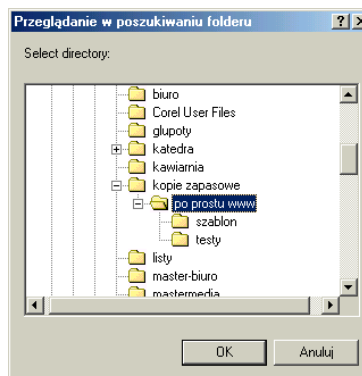 Przeglądanie w poszukiwaniu folderu
Select directory:
biuro
Corel User Files
głupoty
katedra
kawiarnia
kopie zapasowe
po prostu www
szablon
testy
listy
master-biuro
mastermedia
OK
Anuluj